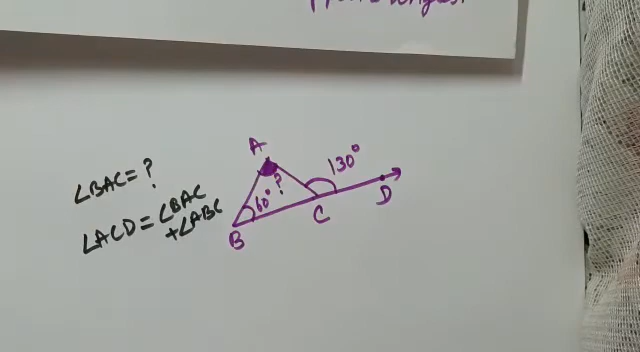 ∠BAC = ?
∠ACD = ∠BAC
+∠ABC
A
?
60°
130°
B
C
D